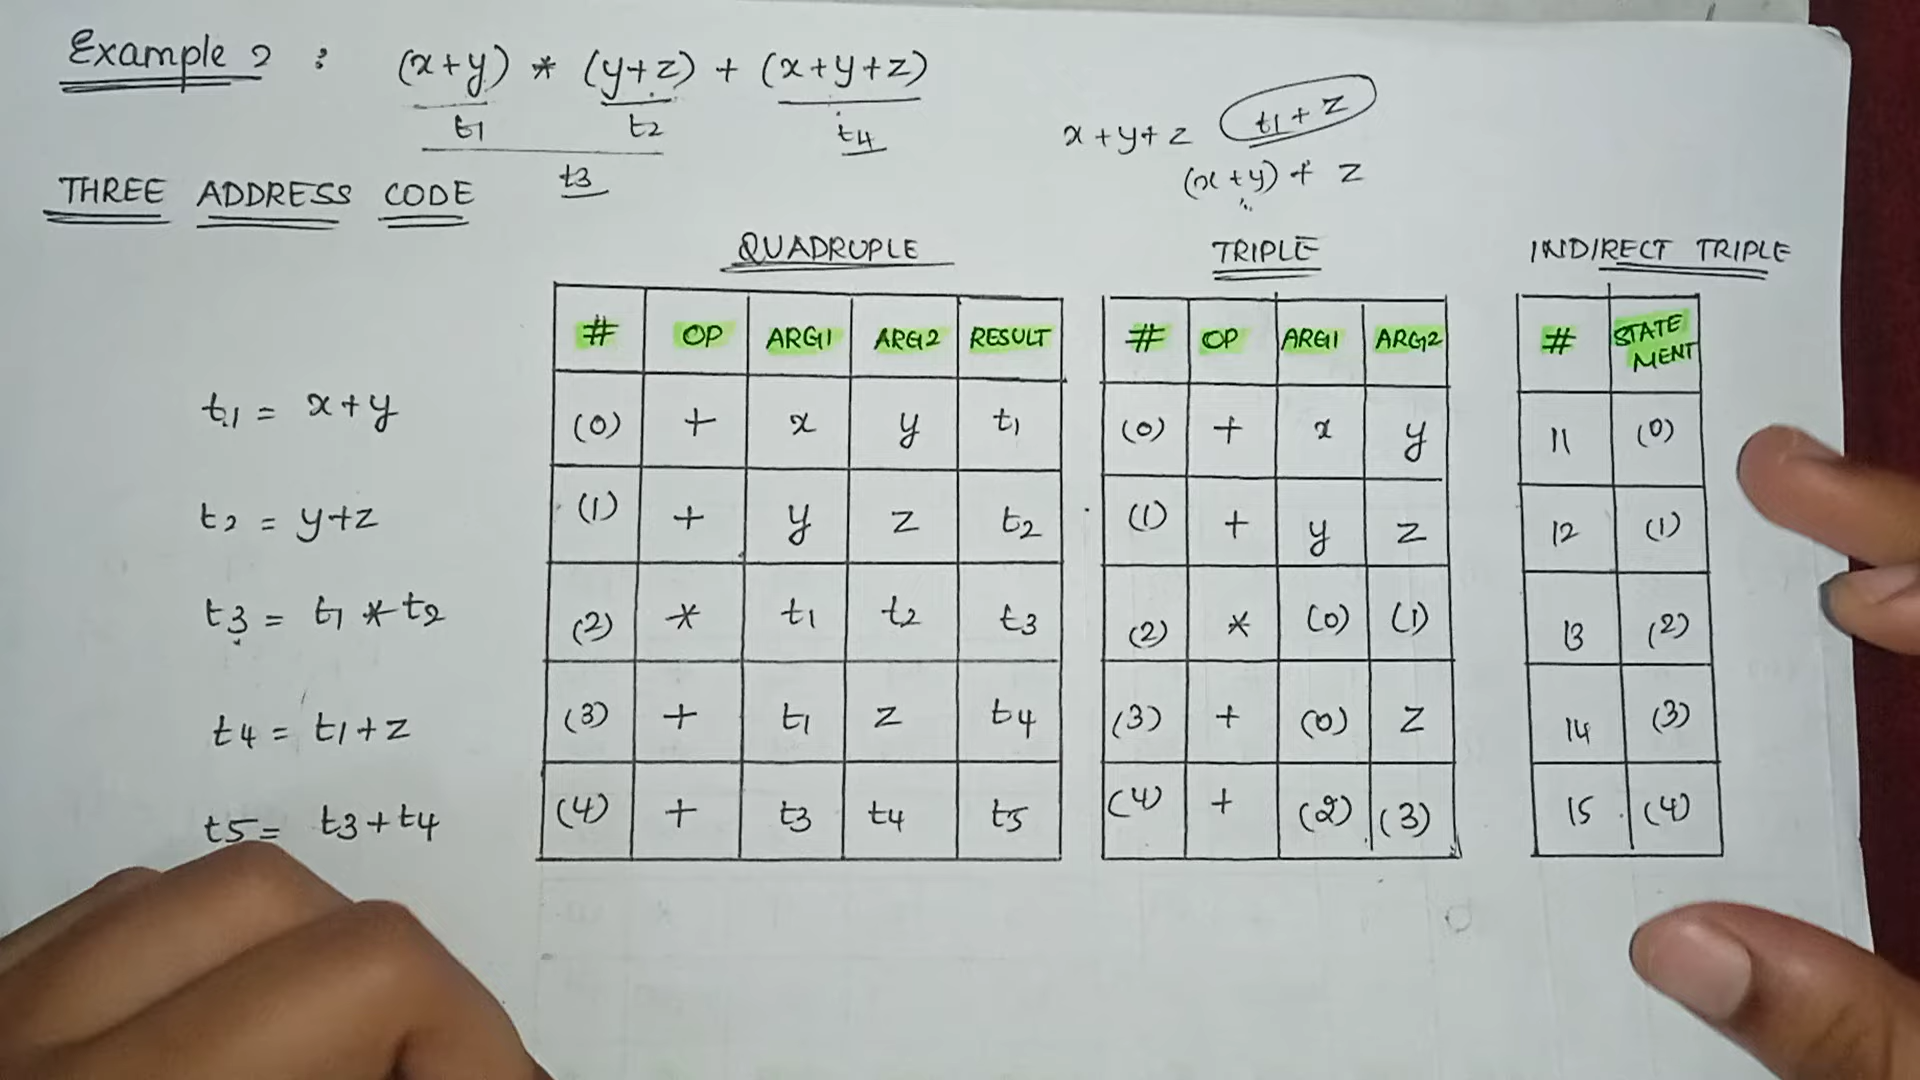 Example 2 : (x+y) * (y+z) + (x+y+z)
t1 t2 t4
t3
x+y+z t1+z
(x+y)+ z
THREE ADDRESS CODE
t1 = x+y
t2 = y+z
t3 = t1 * t2
t4 = t1+z
t5= t3+t4
QUADRUPLE
# OP ARG1 ARG2 RESULT
(0) + x y t1
(1) + y z t2
(2) * t1 t2 t3
(3) + t1 z t4
(4) + t3 t4 t5
TRIPLE
# OP ARG1 ARG2
(0) + x y
(1) + y z
(2) * (0) (1)
(3) + (0) z
(4) + (2) (3)
INDIRECT TRIPLE
# STATE
MENT
11 (0)
12 (1)
13 (2)
14 (3)
15 (4)